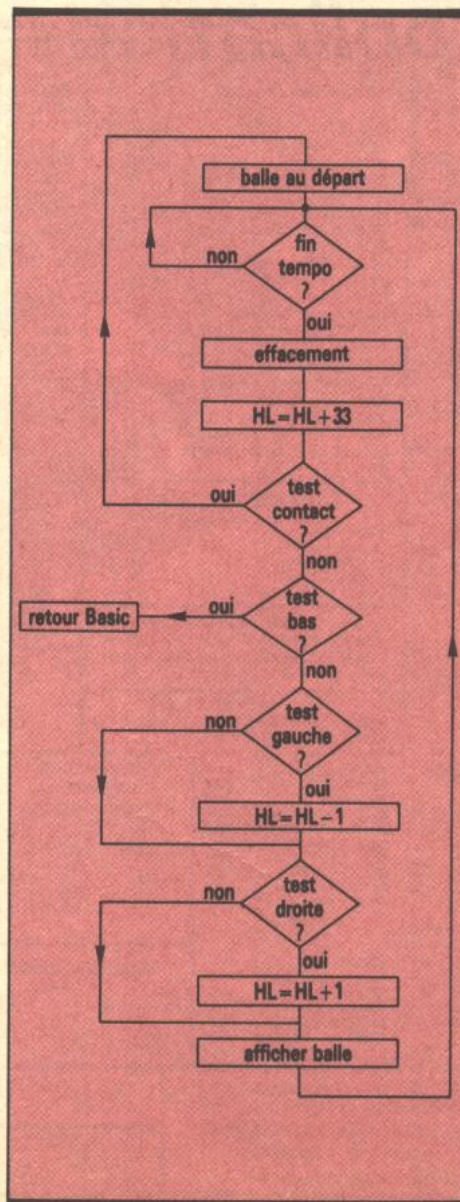 balle au départ
fin
tempo
?
non
oui
effacement
HL=HL+33
oui
test
contact
?
non
retour Basic
oui
test
bas
?
non
non
test
gauche
?
oui
HL=HL-1
non
test
droite
?
oui
HL=HL+1
afficher balle